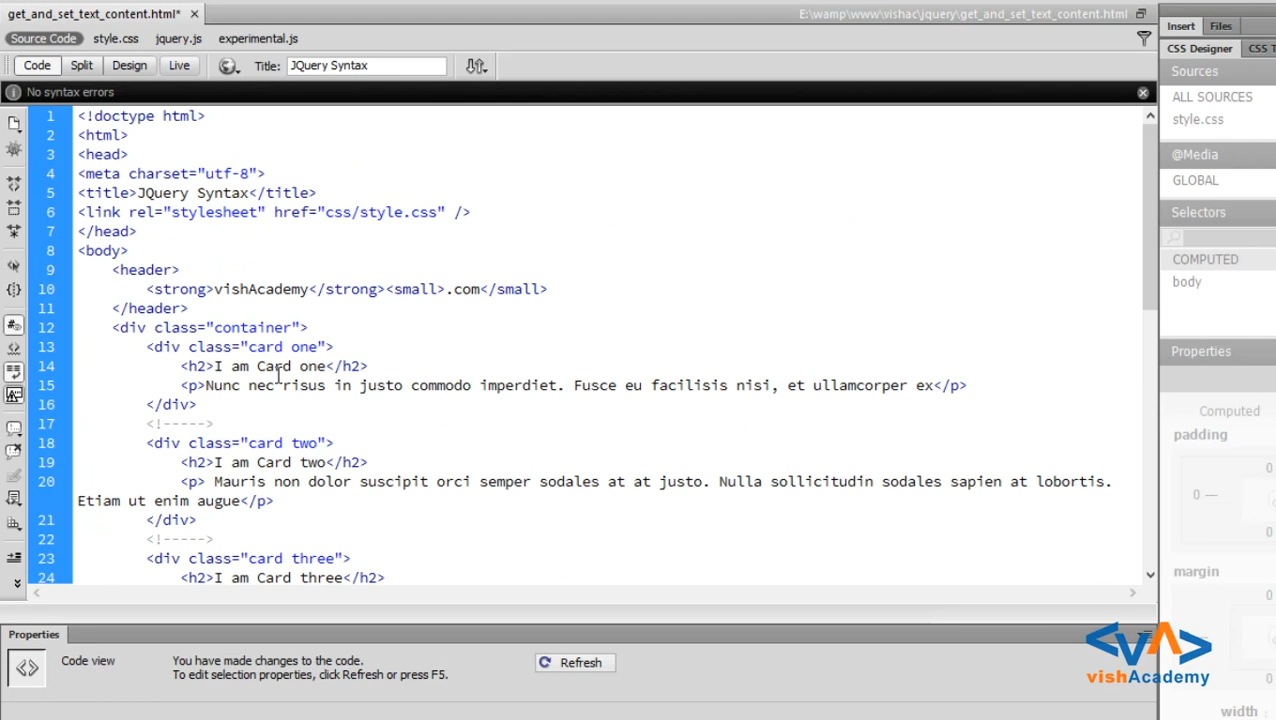 get_and_set_text_content.html* ×
E:\wamp\www\vishac\jquery\get_and_set_text_content.html
Source Code style.css jquery.js experimental.js
Code Split Design Live Title: JQuery Syntax
No syntax errors
1 <!doctype html>
2 <html>
3 <head>
4 <meta charset="utf-8">
5 <title>JQuery Syntax</title>
6 <link rel="stylesheet" href="css/style.css" />
7 </head>
8 <body>
9 <header>
10 <strong>vishAcademy</strong><small>.com</small>
11 </header>
12 <div class="container">
13 <div class="card one">
14 <h2>I am Card one</h2>
15 <p>Nunc nec risus in justo commodo imperdiet. Fusce eu facilisis nisi, et ullamcorper ex</p>
16 </div>
17 <!----->
18 <div class="card two">
19 <h2>I am Card two</h2>
20 <p> Mauris non dolor suscipit orci semper sodales at at justo. Nulla sollicitudin sodales sapien at lobortis.
Etiam ut enim augue</p>
21 </div>
22 <!----->
23 <div class="card three">
24 <h2>I am Card three</h2>
Insert Files
CSS Designer CSS T
Sources
ALL SOURCES
style.css
@Media
GLOBAL
Selectors
COMPUTED
body
Properties
Computed
padding
0
0
0
margin
0
0
0
width
Properties
Code view
You have made changes to the code.
To edit selection properties, click Refresh or press F5.
Refresh
vishAcademy